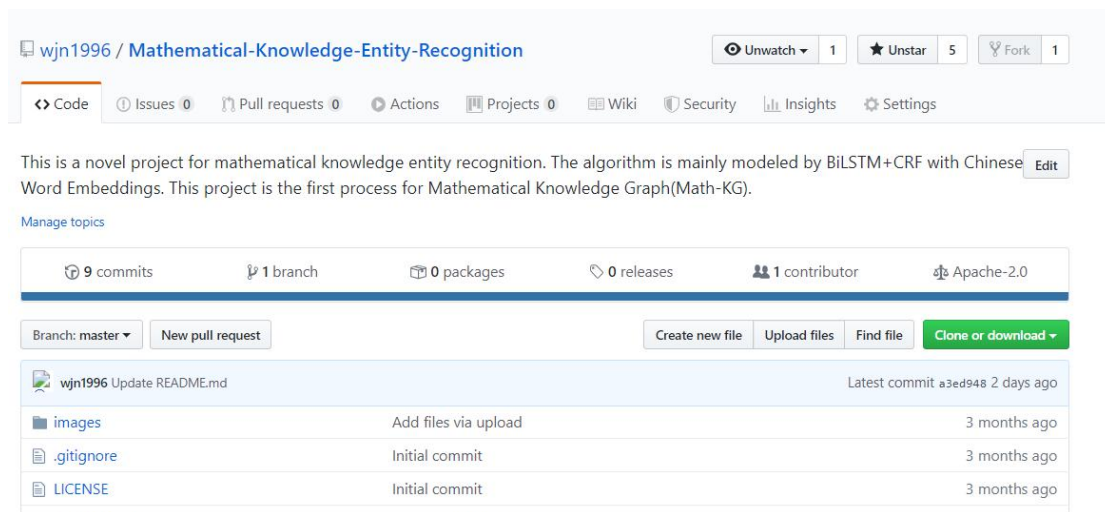 wjn1996 / Mathematical-Knowledge-Entity-Recognition Unwatch 1 Unstar 5 Fork 1
Code Issues 0 Pull requests 0 Actions Projects 0 Wiki Security Insights Settings
This is a novel project for mathematical knowledge entity recognition. The algorithm is mainly modeled by BiLSTM+CRF with Chinese Edit
Word Embeddings. This project is the first process for Mathematical Knowledge Graph(Math-KG).
Manage topics
9 commits 1 branch 0 packages 0 releases 1 contributor Apache-2.0
Branch: master New pull request Create new file Upload files Find file Clone or download
wjn1996 Update README.md Latest commit a3ed948 2 days ago
images Add files via upload 3 months ago
.gitignore Initial commit 3 months ago
LICENSE Initial commit 3 months ago